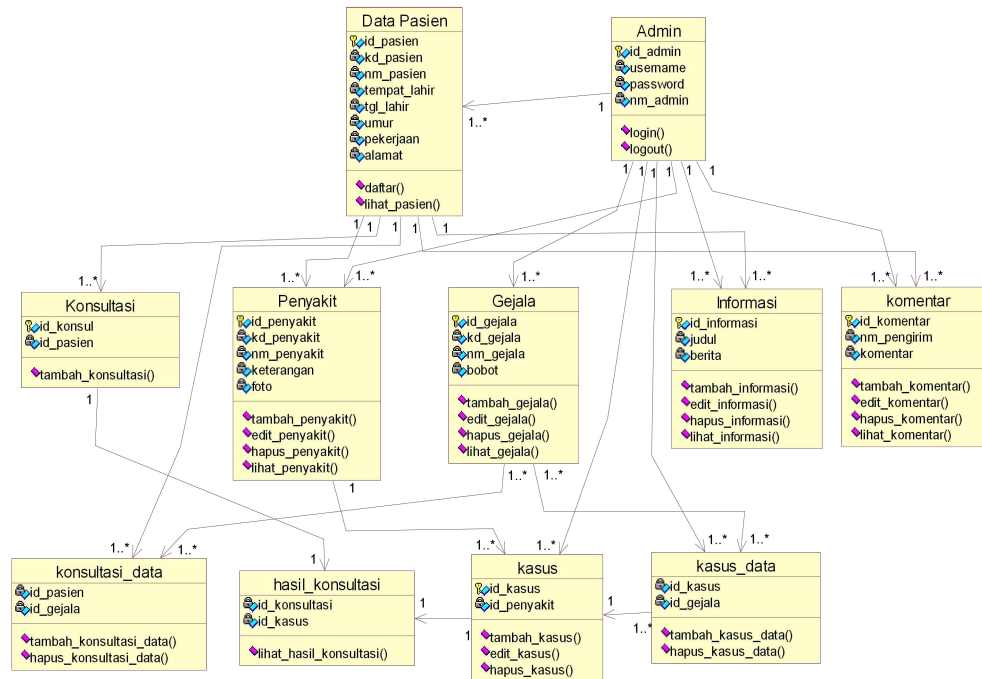 Data Pasien
id_pasien
kd_pasien
nm_pasien
tempat_lahir
tgl_lahir
umur
pekerjaan
alamat
daftar()
lihat_pasien()
Admin
id_admin
username
password
nm_admin
login()
logout()
1
1..*
1
1
1
1
1
1
1
1
1
1
1
1
1..*
1..*
1..*
1..*
1..*
1..*
1..*
1..*
Konsultasi
id_konsul
id_pasien
tambah_konsultasi()
1
Penyakit
id_penyakit
kd_penyakit
nm_penyakit
keterangan
foto
tambah_penyakit()
edit_penyakit()
hapus_penyakit()
lihat_penyakit()
1
Gejala
id_gejala
kd_gejala
nm_gejala
bobot
tambah_gejala()
edit_gejala()
hapus_gejala()
lihat_gejala()
1..*
1..*
Informasi
id_informasi
judul
berita
tambah_informasi()
edit_informasi()
hapus_informasi()
lihat_informasi()
komentar
id_komentar
nm_pengirim
komentar
tambah_komentar()
edit_komentar()
hapus_komentar()
lihat_komentar()
1..*
1..*
1
1..*
1..*
1..*
1..*
konsultasi_data
id_pasien
id_gejala
tambah_konsultasi_data()
hapus_konsultasi_data()
hasil_konsultasi
id_konsultasi
id_kasus
lihat_hasil_konsultasi()
1
1
kasus
id_kasus
id_penyakit
tambah_kasus()
edit_kasus()
hapus_kasus()
1
1..*
kasus_data
id_kasus
id_gejala
tambah_kasus_data()
hapus_kasus_data()